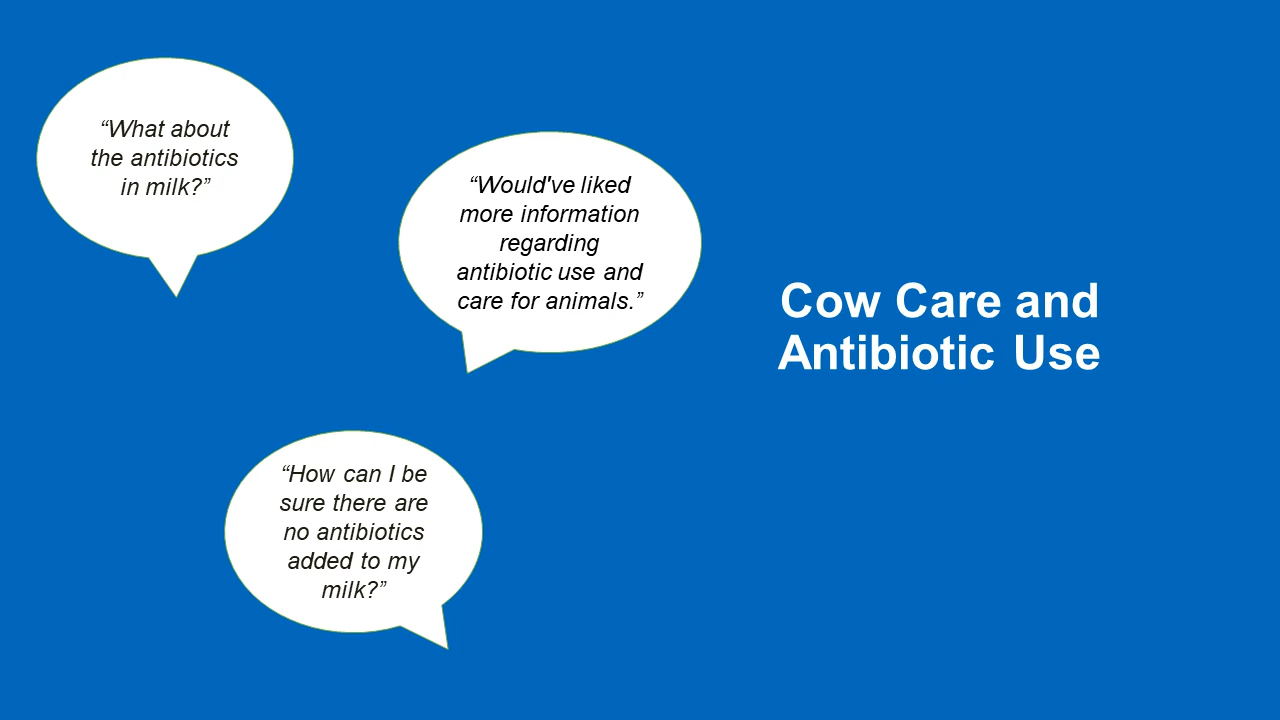 “What about
the antibiotics
in milk?”
“Would've liked
more information
regarding
antibiotic use and
care for animals.”
Cow Care and
Antibiotic Use
“How can I be
sure there are
no antibiotics
added to my
milk?”